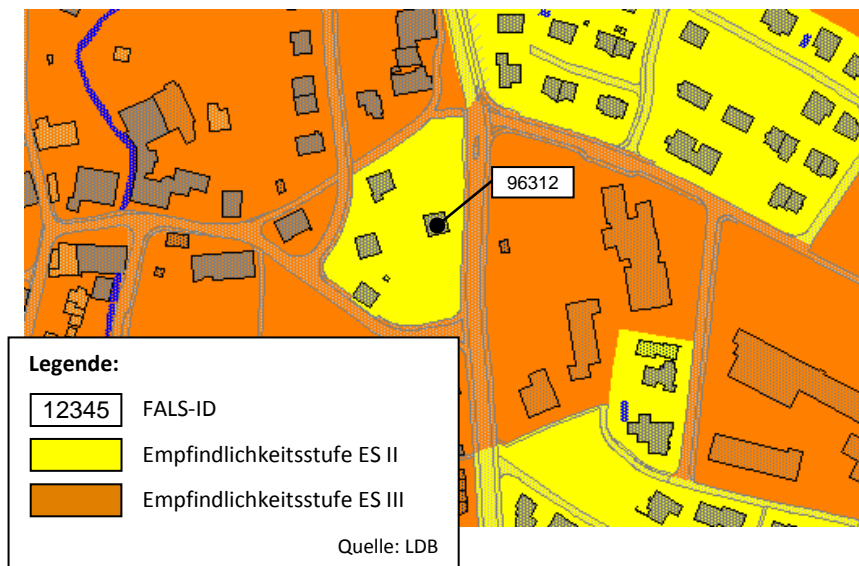 96312
Legende:
12345 FALS-ID
Empfindlichkeitsstufe ES II
Empfindlichkeitsstufe ES III
Quelle: LDB